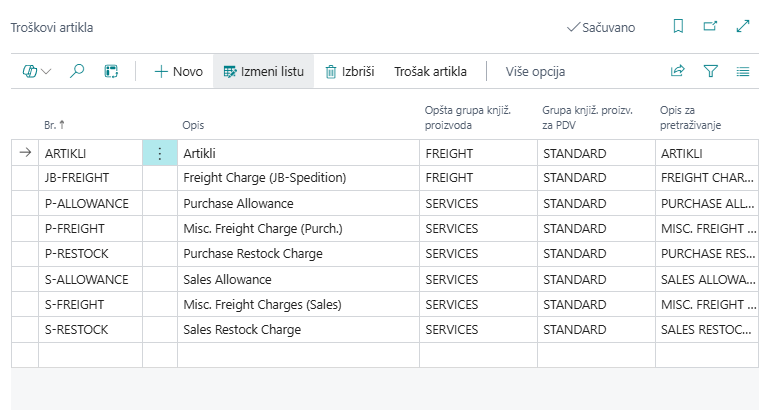 Troškovi artikla Sačuvano
Novo Izmeni listu Izbriši Trošak artikla Više opcija
Br. ↑ Opis Opšta grupa knjiž. proizvoda Grupa knjiž. proizv. za PDV Opis za pretraživanje
ARTIKLI Artikli FREIGHT STANDARD ARTIKLI
JB-FREIGHT Freight Charge (JB-Spedition) FREIGHT STANDARD FREIGHT CHAR...
P-ALLOWANCE Purchase Allowance SERVICES STANDARD PURCHASE ALL...
P-FREIGHT Misc. Freight Charge (Purch.) SERVICES STANDARD MISC. FREIGHT ...
P-RESTOCK Purchase Restock Charge SERVICES STANDARD PURCHASE RES...
S-ALLOWANCE Sales Allowance SERVICES STANDARD SALES ALLOWA...
S-FREIGHT Misc. Freight Charges (Sales) SERVICES STANDARD MISC. FREIGHT ...
S-RESTOCK Sales Restock Charge SERVICES STANDARD SALES RESTOC...